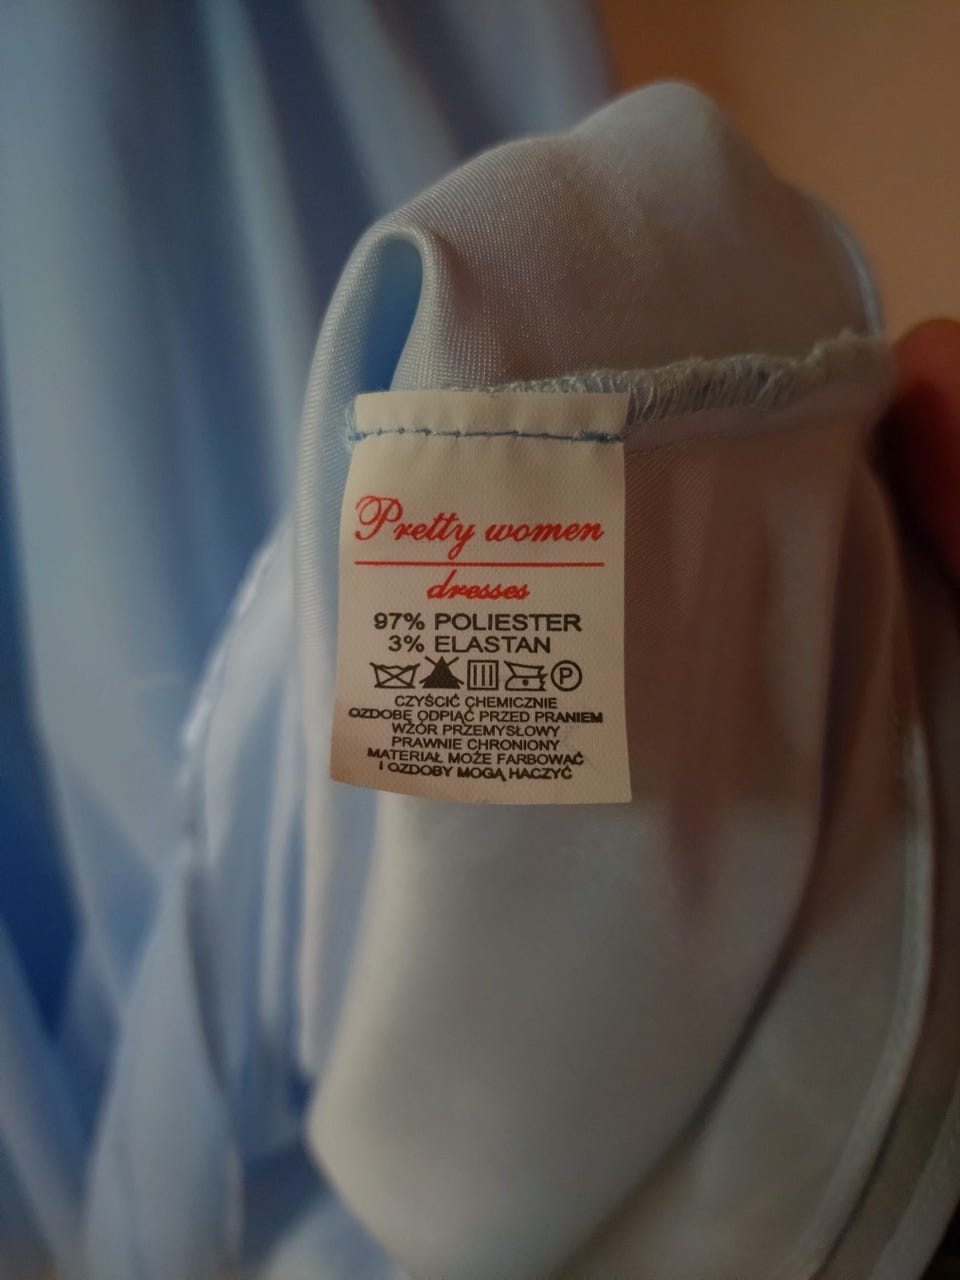 Pretty women
dresses
97% POLIESTER
3% ELASTAN
P
CZYŚCIĆ CHEMICZNIE
OZDOBĘ ODPIĄĆ PRZED PRANIEM
WZÓR PRZEMYSŁOWY
PRAWNIE CHRONIONY
MATERIAŁ MOŻE FARBOWAĆ
I OZDOBY MOGĄ HACZYĆ